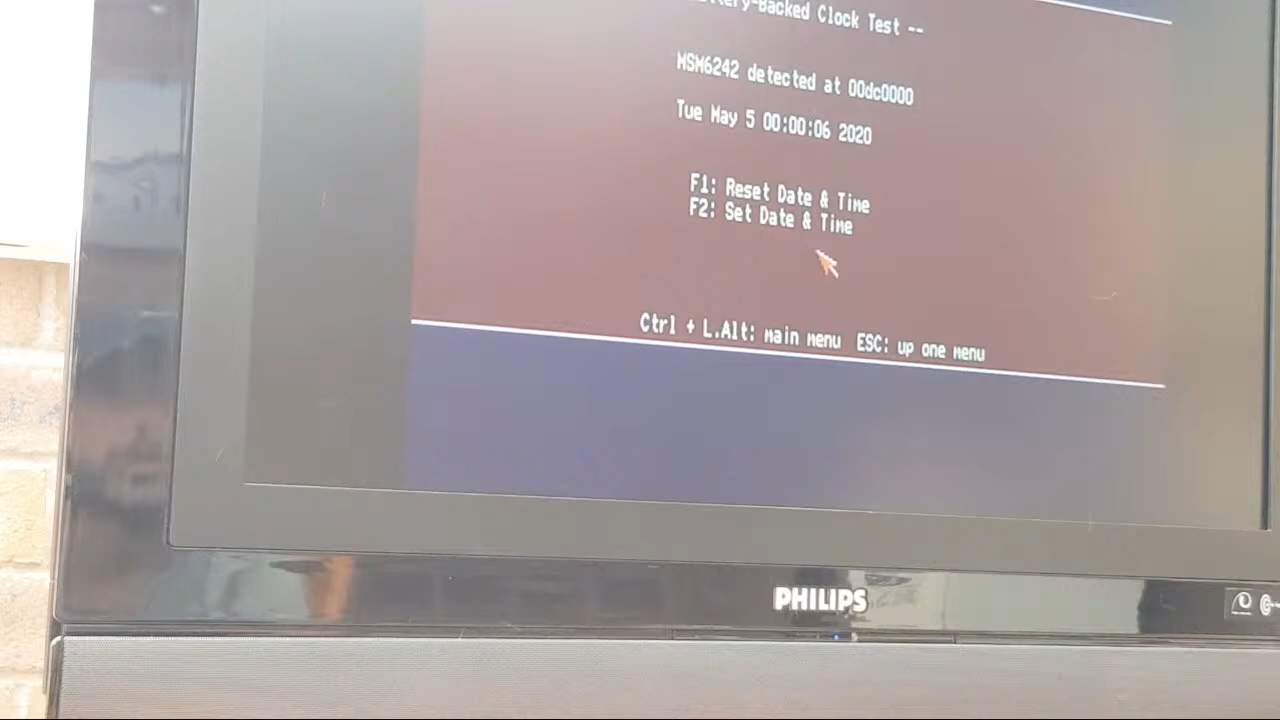 -Backed Clock Test --
MSM6242 detected at 00dc0000
Tue May 5 00:00:06 2020
F1: Reset Date & Time
F2: Set Date & Time
Ctrl + L.Alt: main menu ESC: up one menu
PHILIPS